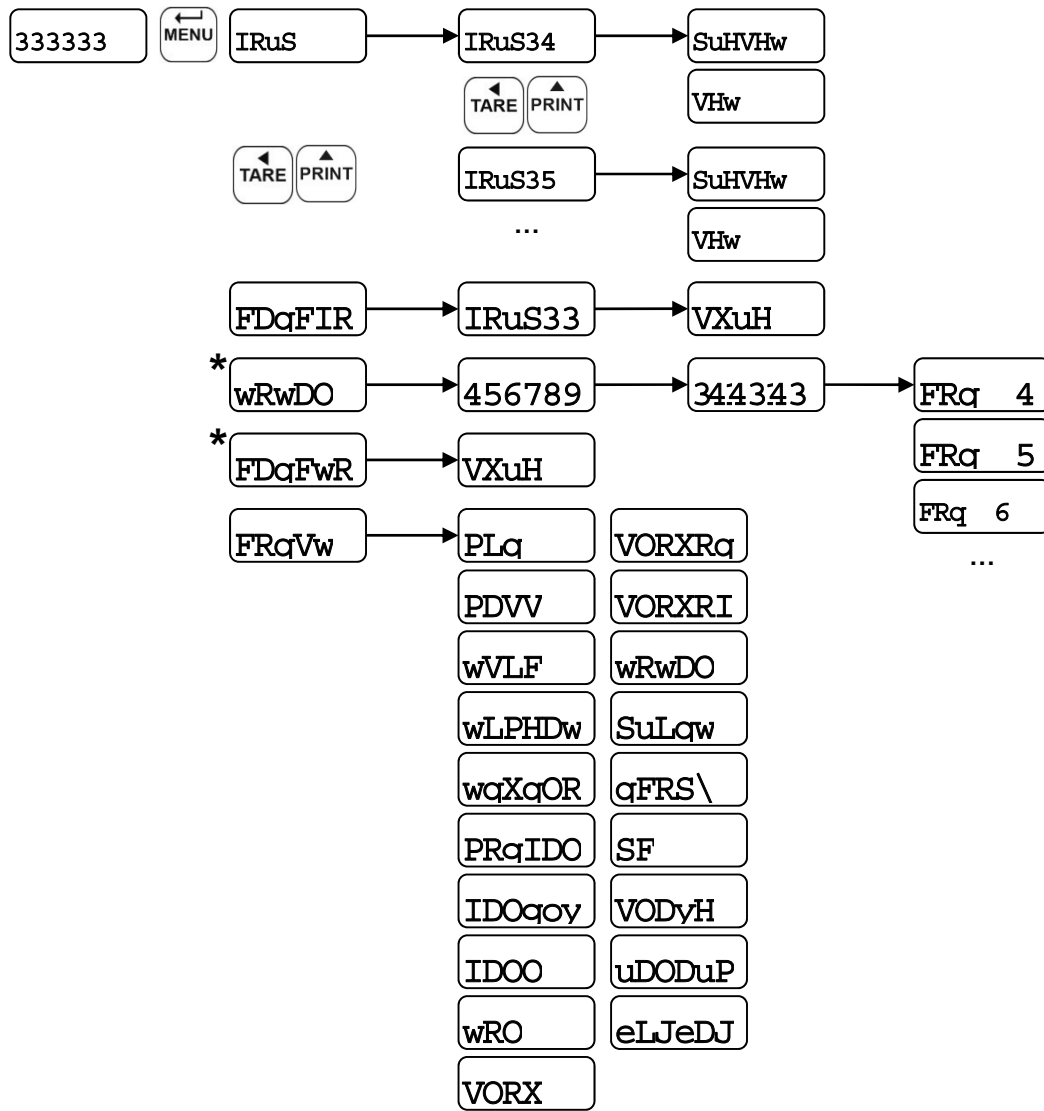 333333 MENU IRuS IRuS34 SuHVHw
TARE PRINT VHw
TARE PRINT IRuS35 SuHVHw
... VHw
FDqFIR IRuS33 VXuH
* wRwDO 456789 344343 FRq 4
* FDqFwR VXuH FRq 5
FRqVw PLq VORXRq FRq 6
PDVV VORXRI ...
wVLF wRwDO
wLPHDw SuLqw
wqXqOR qFRS\
PRqIDO SF
IDOqoy VODyH
IDOO uDODuP
wRO eLJeDJ
VORX